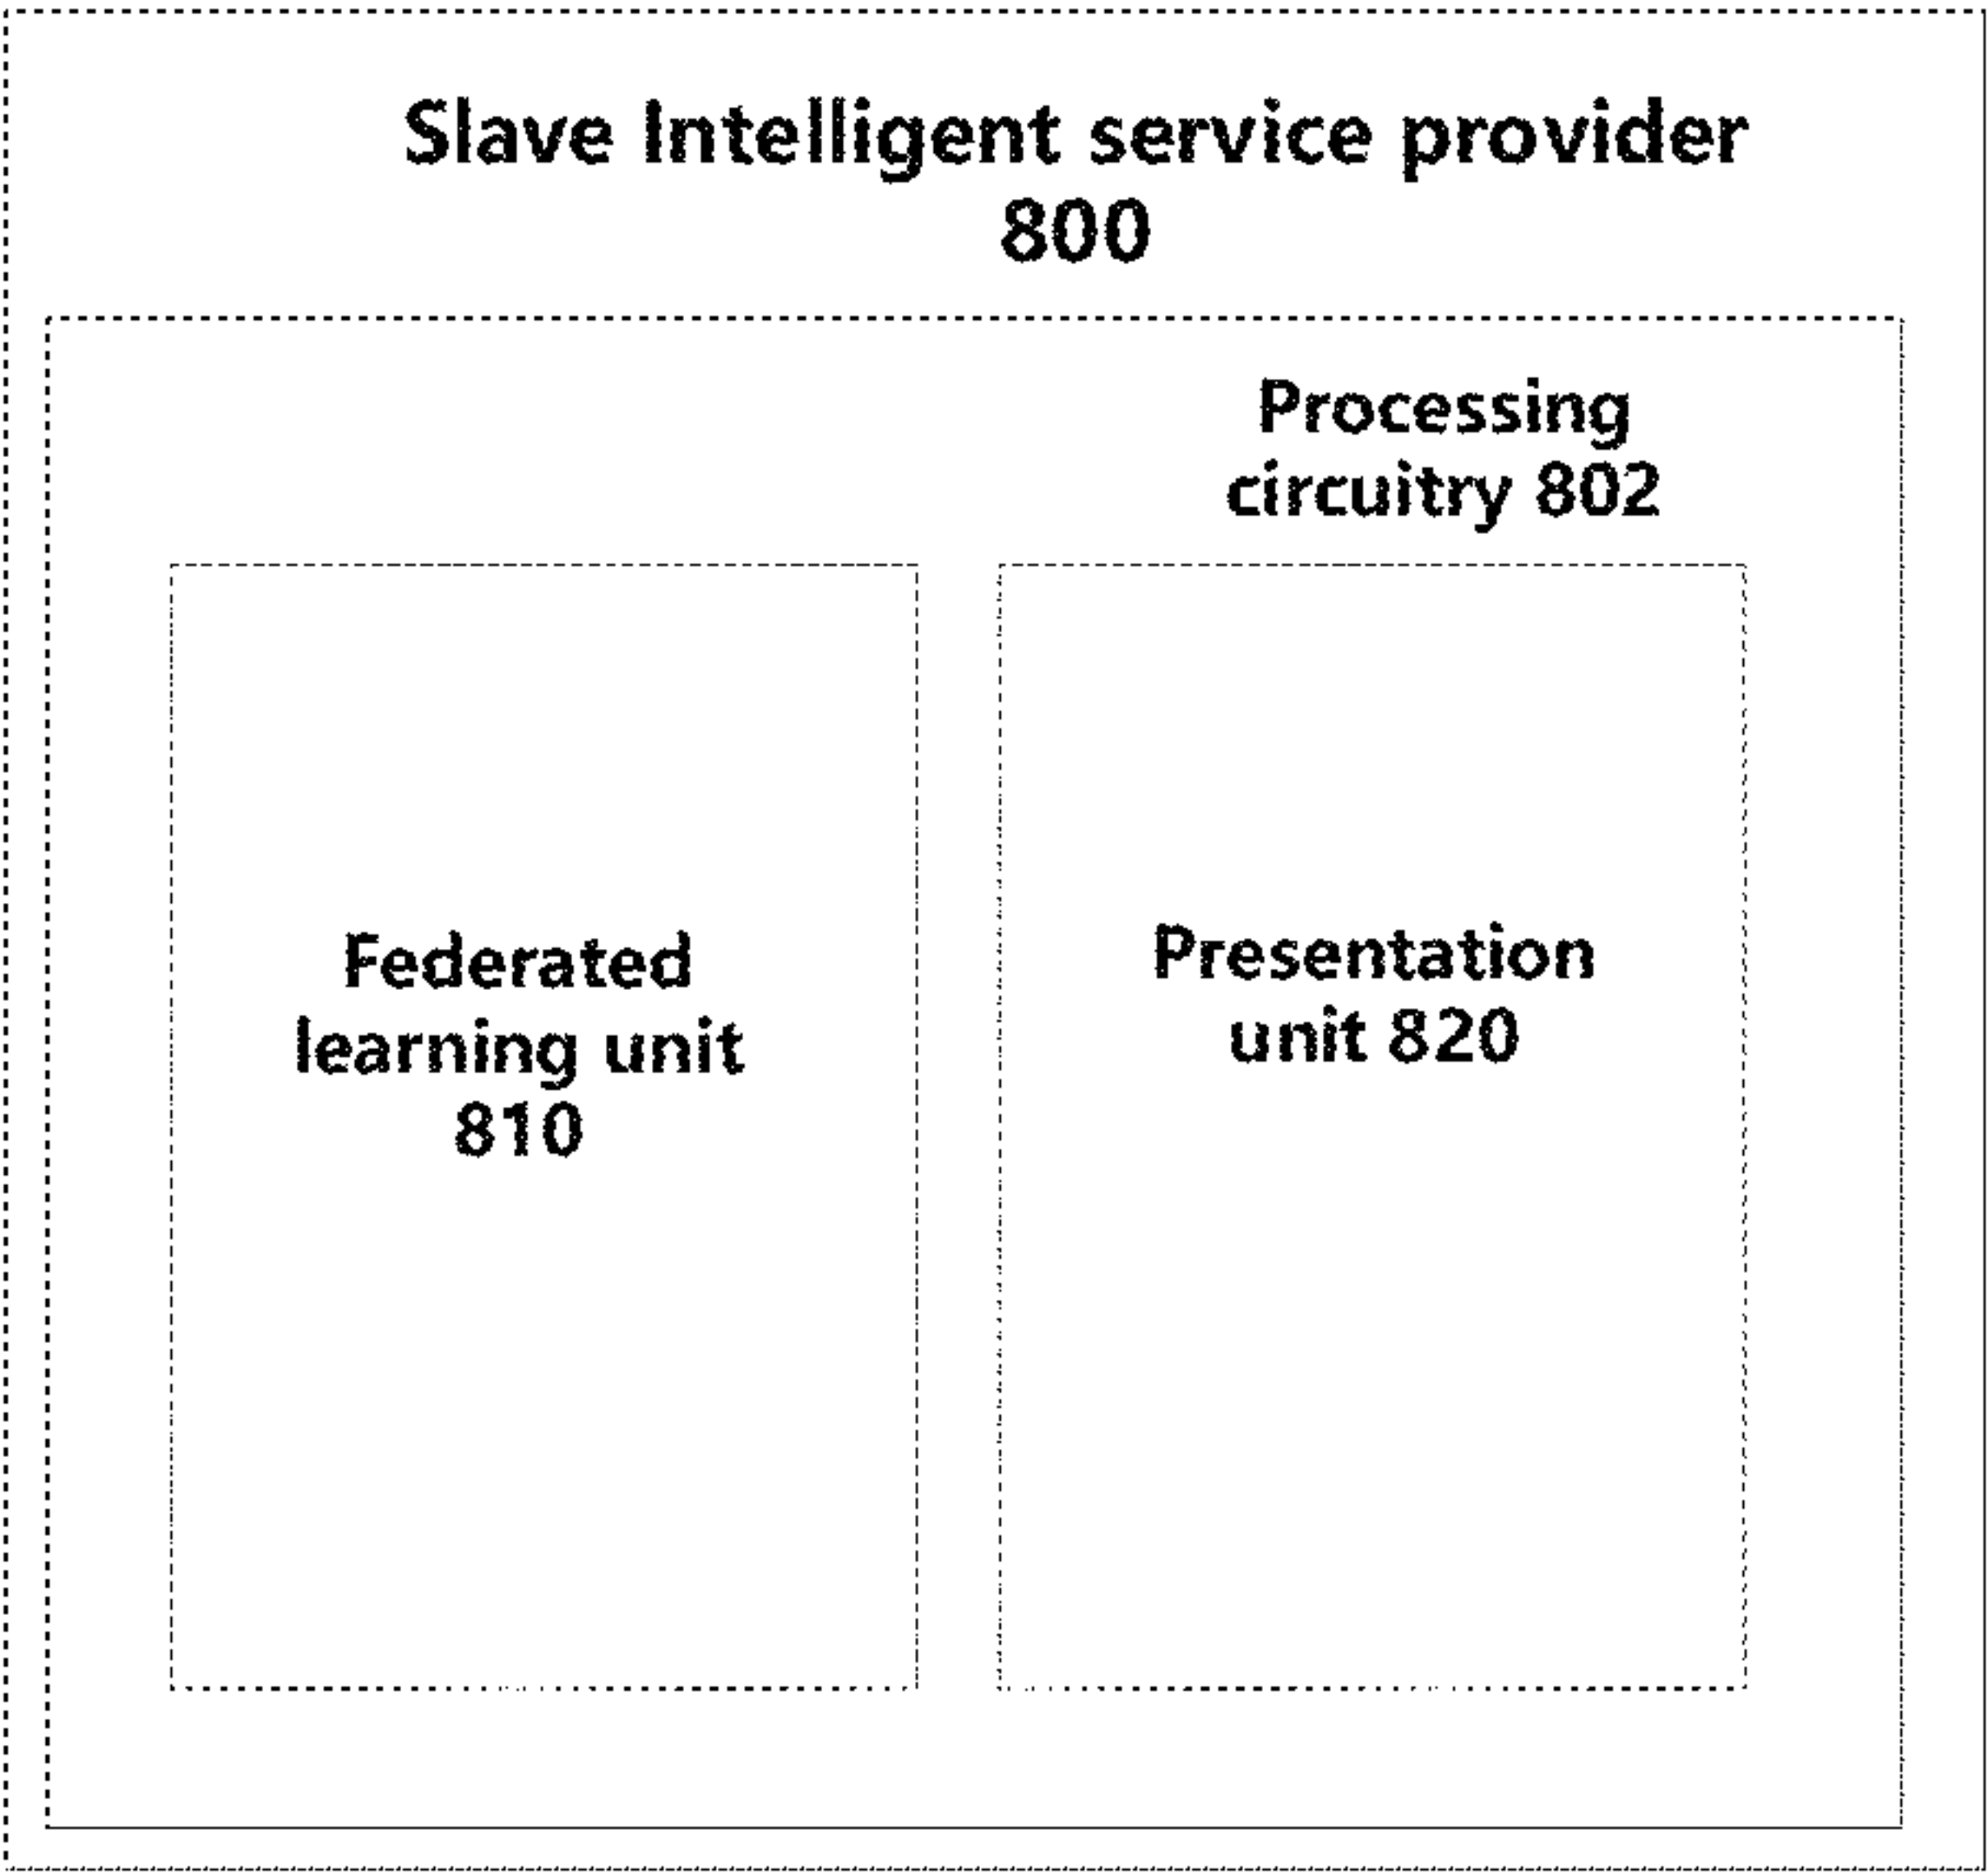 Slave Intelligent service provider
800
Processing
circuitry 802
Federated
learning unit
810
Presentation
unit 820